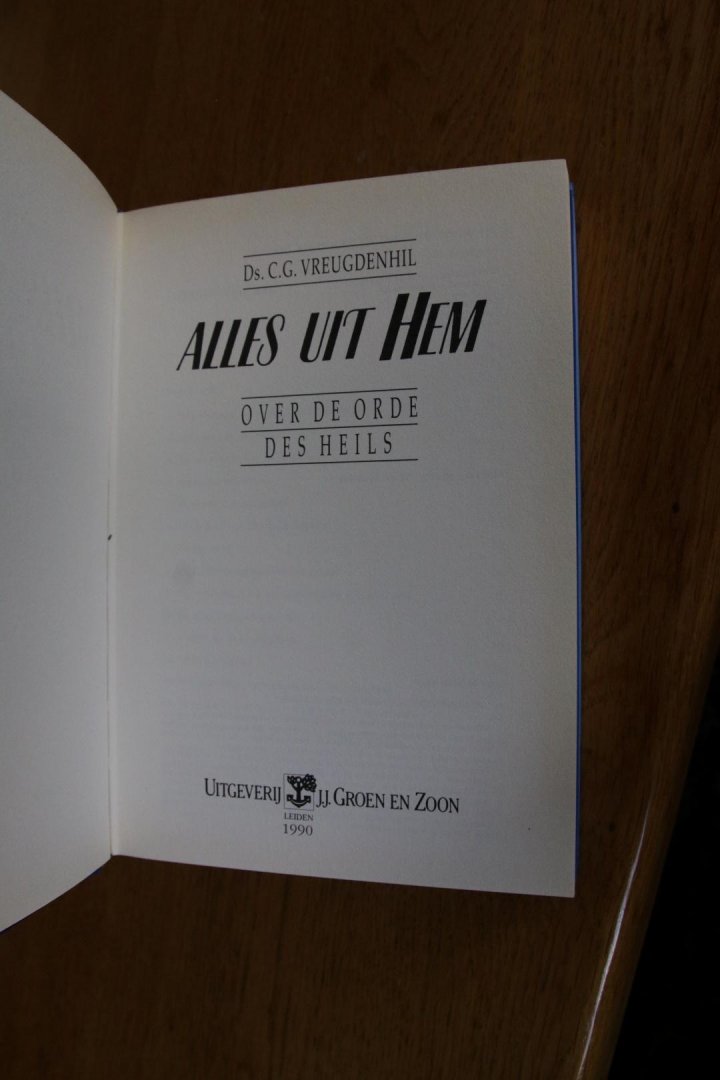 Ds. C.G. VREUGDENHIL
ALLES UIT HEM
OVER DE ORDE
DES HEILS
UITGEVERIJ J.J. GROEN EN ZOON
LEIDEN
1990